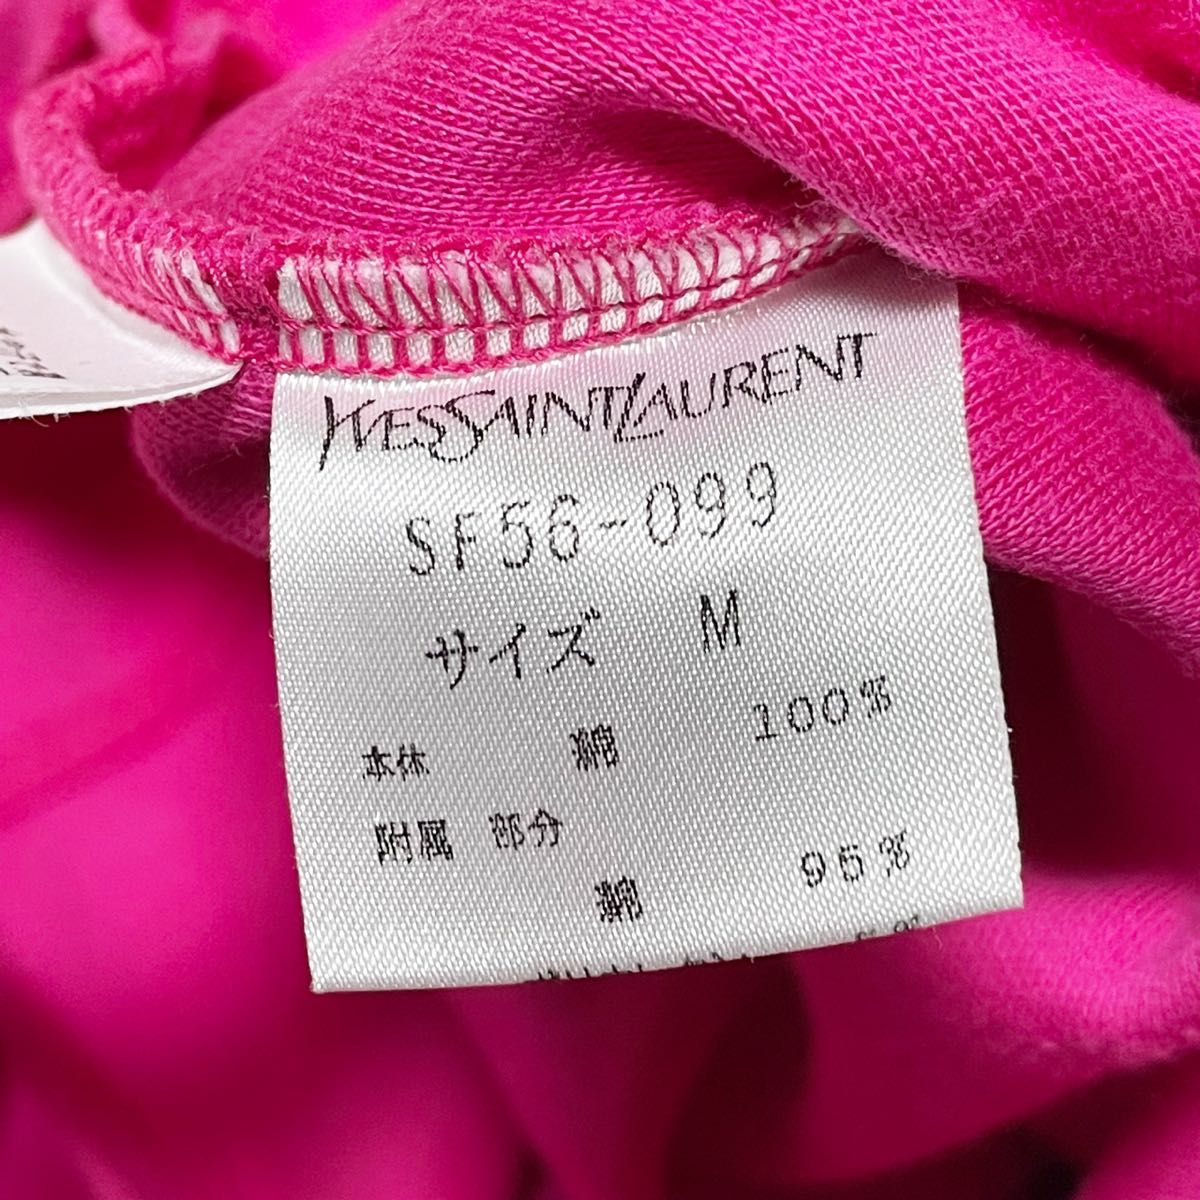 YVESSAINTLAURENT
SF56-099
サイズ M
本体 綿 100%
附属 部分
綿 95%